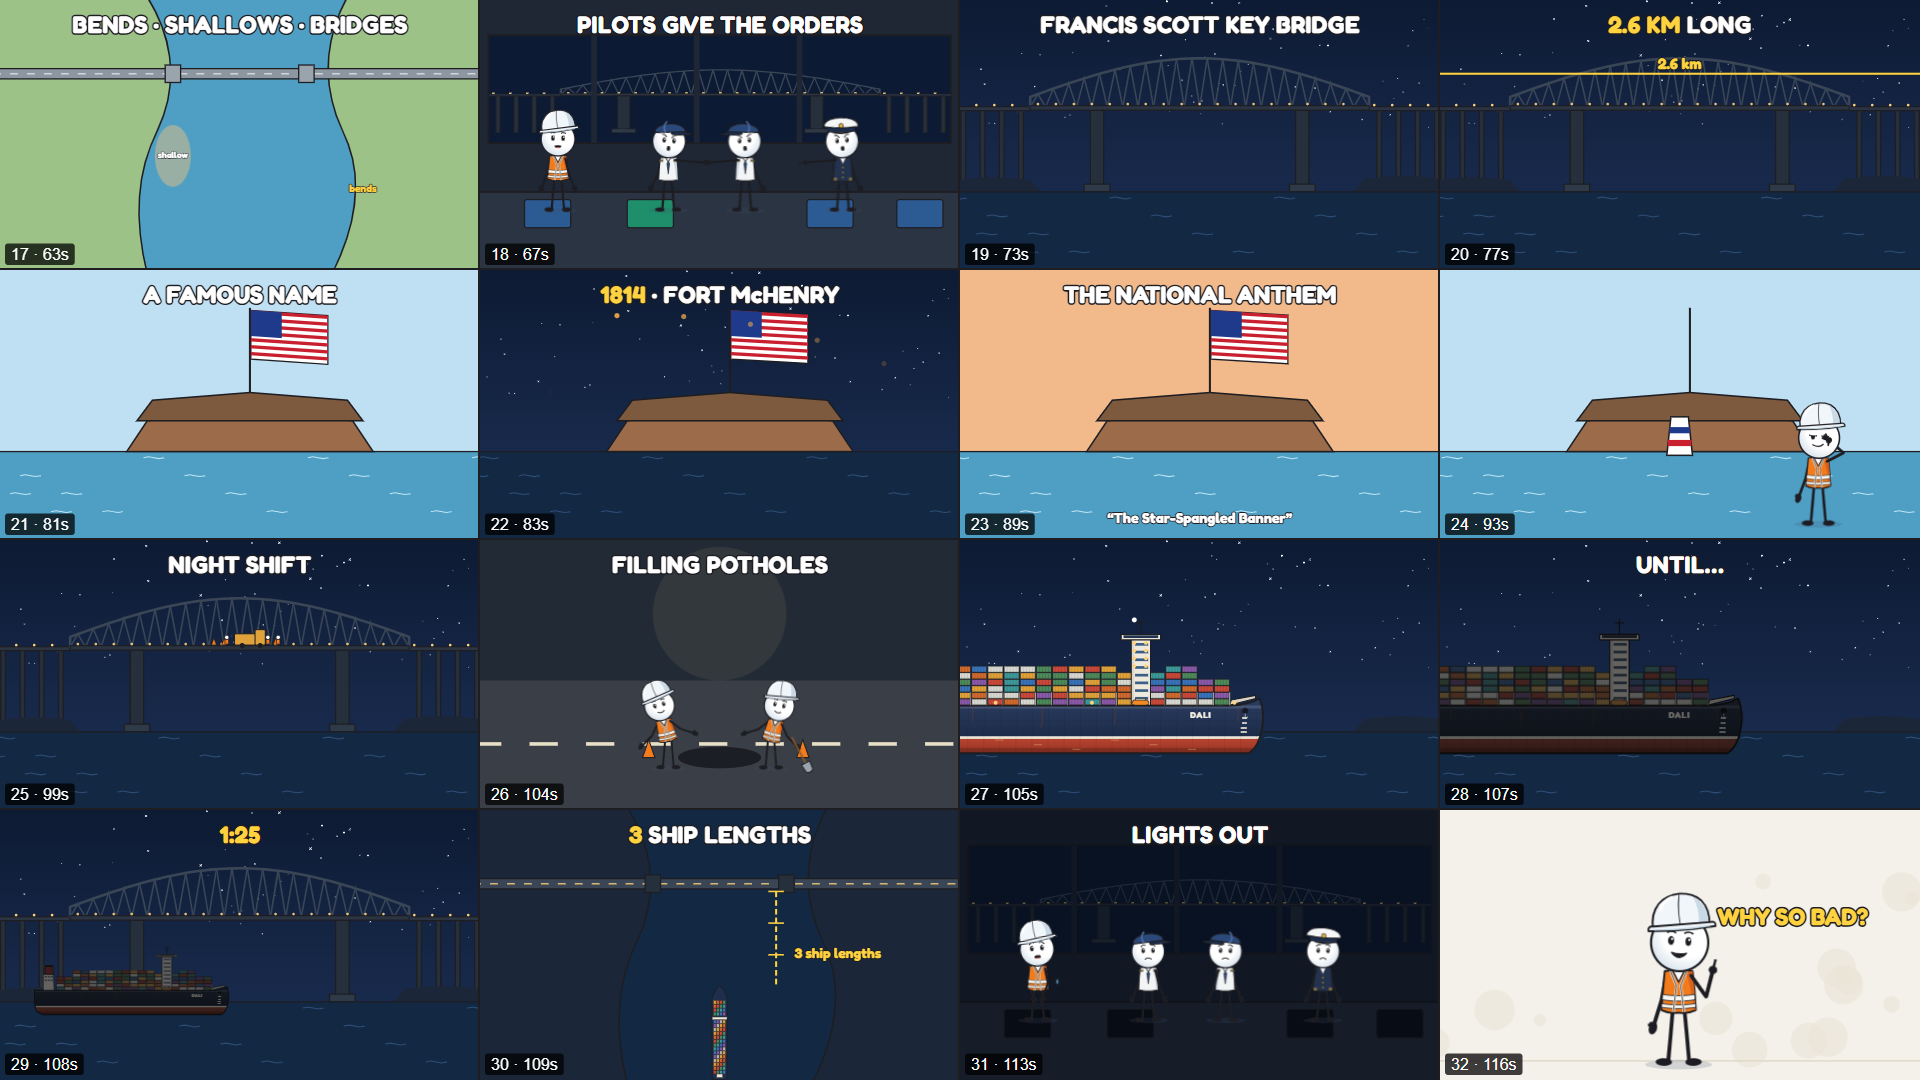 BENDS · SHALLOWS · BRIDGES
shallow
bends
17 · 63s
PILOTS GIVE THE ORDERS
18 · 67s
FRANCIS SCOTT KEY BRIDGE
19 · 73s
2.6 KM LONG
2.6 km
20 · 77s
A FAMOUS NAME
21 · 81s
1814 · FORT McHENRY
22 · 83s
THE NATIONAL ANTHEM
“The Star-Spangled Banner”
23 · 89s
24 · 93s
NIGHT SHIFT
25 · 99s
FILLING POTHOLES
26 · 104s
DALI
27 · 105s
UNTIL...
DALI
28 · 107s
1:25
DALI
29 · 108s
3 SHIP LENGTHS
3 ship lengths
30 · 109s
LIGHTS OUT
31 · 113s
WHY SO BAD?
32 · 116s